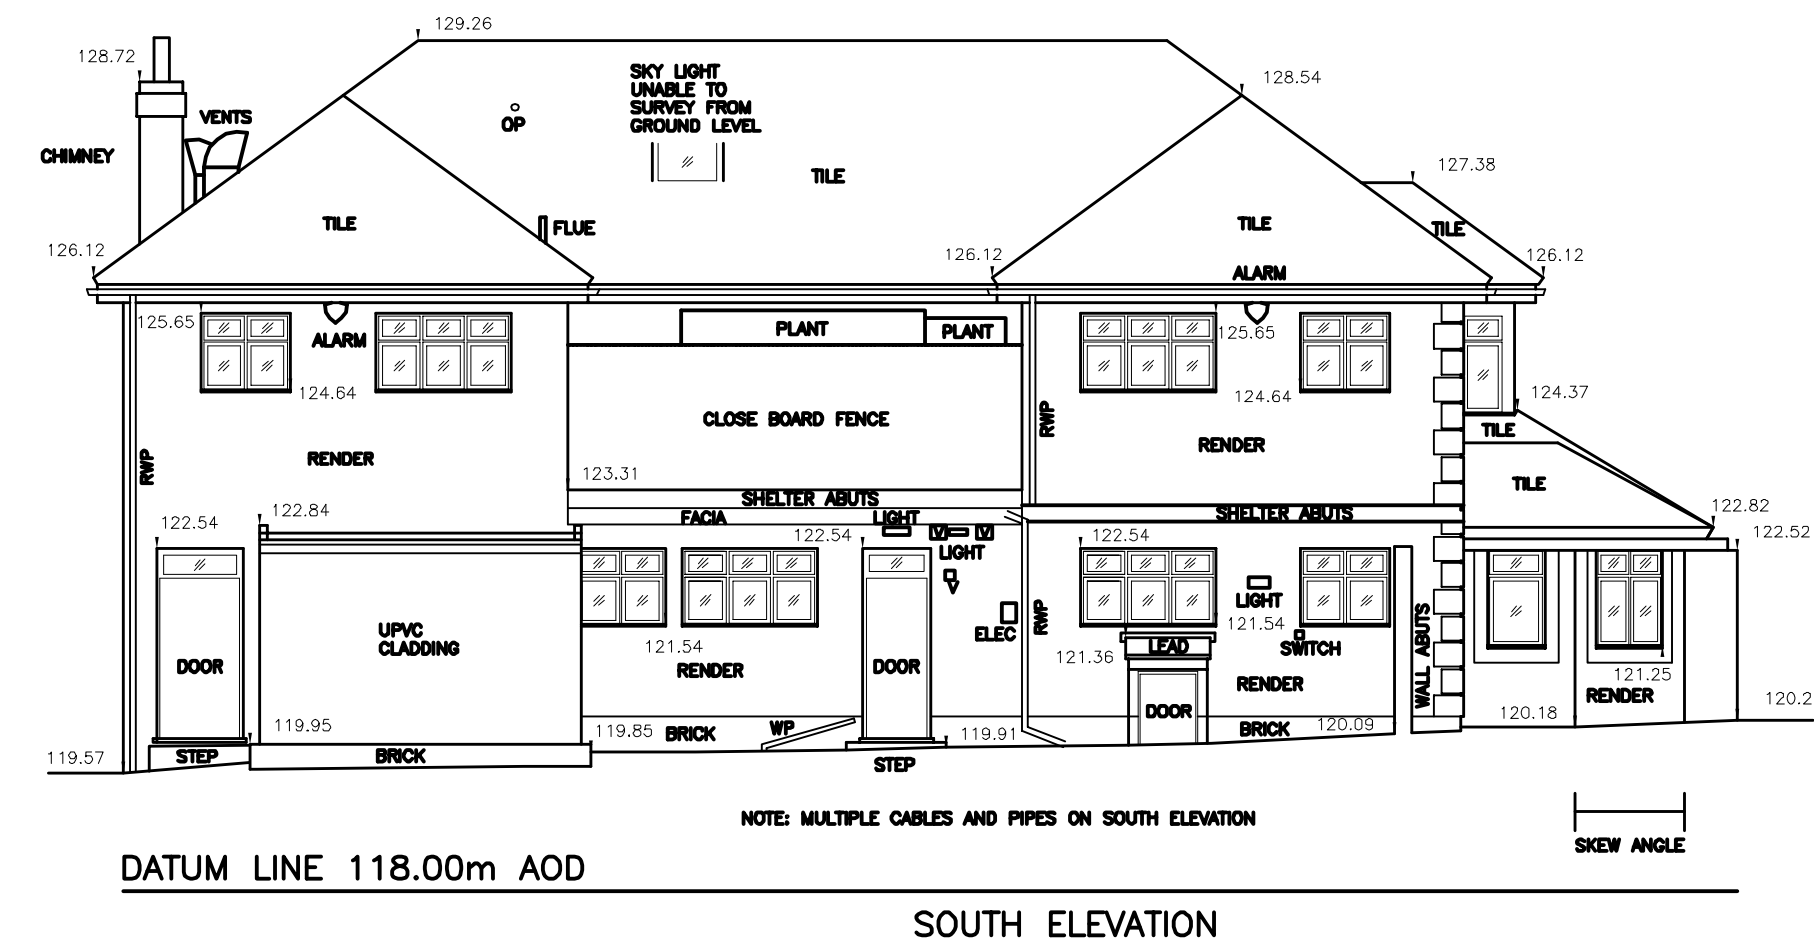 129.26
128.72
SKY LIGHT
UNABLE TO
SURVEY FROM
GROUND LEVEL
128.54
VENTS
OP
CHIMNEY
TILE
127.38
TILE
FLUE
TILE
TILE
126.12
126.12
126.12
ALARM
125.65
ALARM
PLANT
PLANT
125.65
124.64
124.64
124.37
CLOSE BOARD FENCE
RWP
TILE
RENDER
RENDER
RWP
123.31
TILE
SHELTER ABUTS
122.84
122.54
FACIA
LIGHT
SHELTER ABUTS
122.82
122.54
122.54
122.52
V
V
LIGHT
LIGHT
RWP
ELEC
121.54
WALL ABUTS
UPVC
CLADDING
121.54
LEAD
SWITCH
121.36
DOOR
RENDER
DOOR
RENDER
121.25
RENDER
DOOR
120.18
120.2
119.95
119.85
BRICK
WP
119.91
BRICK
120.09
119.57
STEP
BRICK
STEP
NOTE: MULTIPLE CABLES AND PIPES ON SOUTH ELEVATION
SKEW ANGLE
DATUM LINE 118.00m AOD
SOUTH ELEVATION